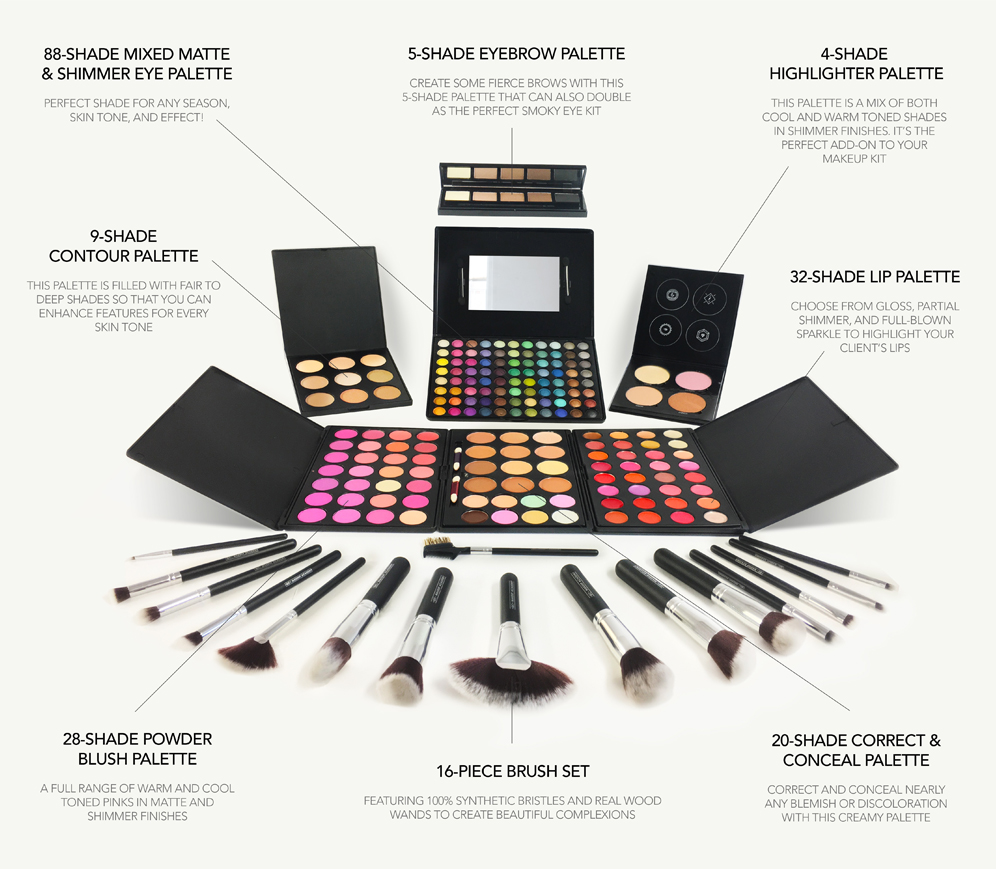 88-SHADE MIXED MATTE
& SHIMMER EYE PALETTE
PERFECT SHADE FOR ANY SEASON,
SKIN TONE, AND EFFECT!
5-SHADE EYEBROW PALETTE
CREATE SOME FIERCE BROWS WITH THIS
5-SHADE PALETTE THAT CAN ALSO DOUBLE
AS THE PERFECT SMOKY EYE KIT
4-SHADE
HIGHLIGHTER PALETTE
THIS PALETTE IS A MIX OF BOTH
COOL AND WARM TONED SHADES
IN SHIMMER FINISHES. IT'S THE
PERFECT ADD-ON TO YOUR
MAKEUP KIT
9-SHADE
CONTOUR PALETTE
THIS PALETTE IS FILLED WITH FAIR TO
DEEP SHADES SO THAT YOU CAN
ENHANCE FEATURES FOR EVERY
SKIN TONE
32-SHADE LIP PALETTE
CHOOSE FROM GLOSS, PARTIAL
SHIMMER, AND FULL-BLOWN
SPARKLE TO HIGHLIGHT YOUR
CLIENT'S LIPS
28-SHADE POWDER
BLUSH PALETTE
A FULL RANGE OF WARM AND COOL
TONED PINKS IN MATTE AND
SHIMMER FINISHES
16-PIECE BRUSH SET
FEATURING 100% SYNTHETIC BRISTLES AND REAL WOOD
WANDS TO CREATE BEAUTIFUL COMPLEXIONS
20-SHADE CORRECT &
CONCEAL PALETTE
CORRECT AND CONCEAL NEARLY
ANY BLEMISH OR DISCOLORATION
WITH THIS CREAMY PALETTE